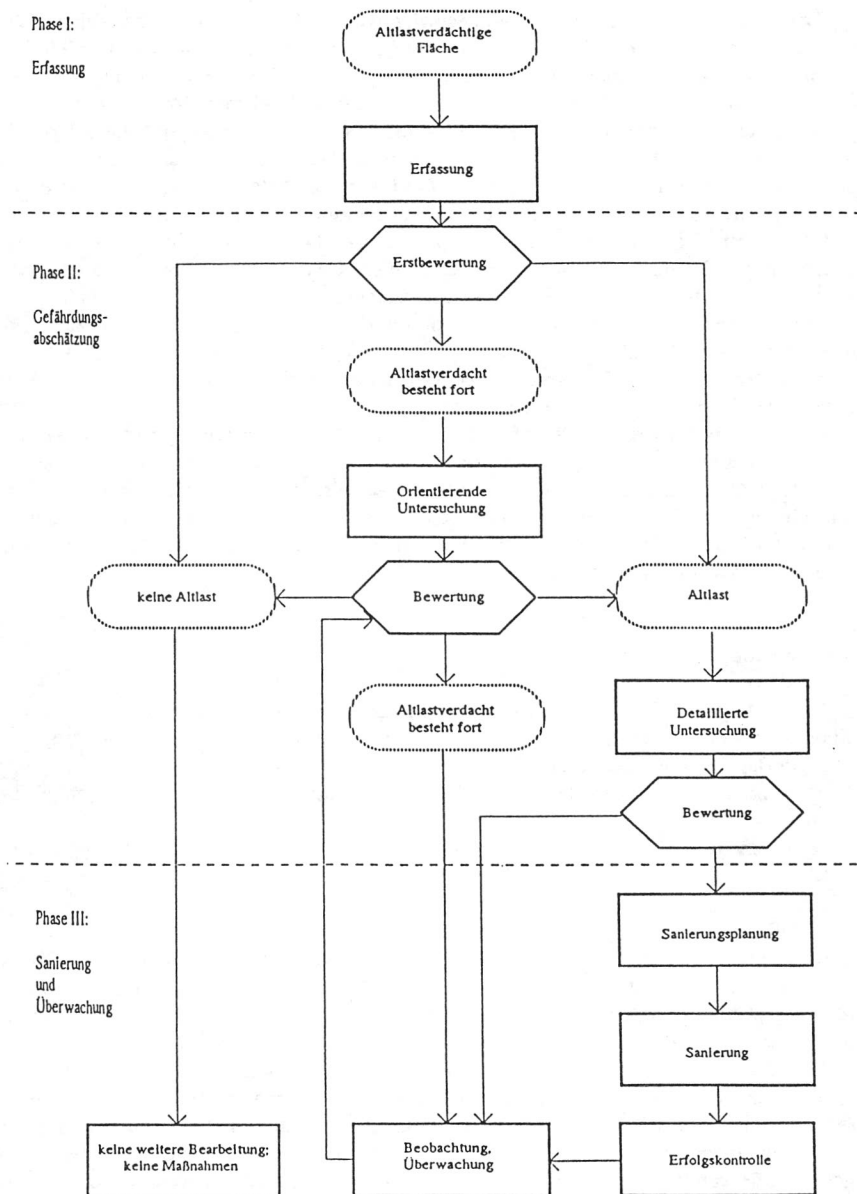 Phase I:
Erfassung
Altlastverdächtige
Fläche
Erfassung
Phase II:
Gefährdungs-
abschätzung
Erstbewertung
Altlastverdacht
besteht fort
Orientierende
Untersuchung
keine Altlast
Bewertung
Altlast
Altlastverdacht
besteht fort
Detaillierte
Untersuchung
Bewertung
Phase III:
Sanierung
und
Überwachung
Sanierungsplanung
Sanierung
keine weitere Bearbeitung;
keine Maßnahmen
Beobachtung,
Überwachung
Erfolgskontrolle